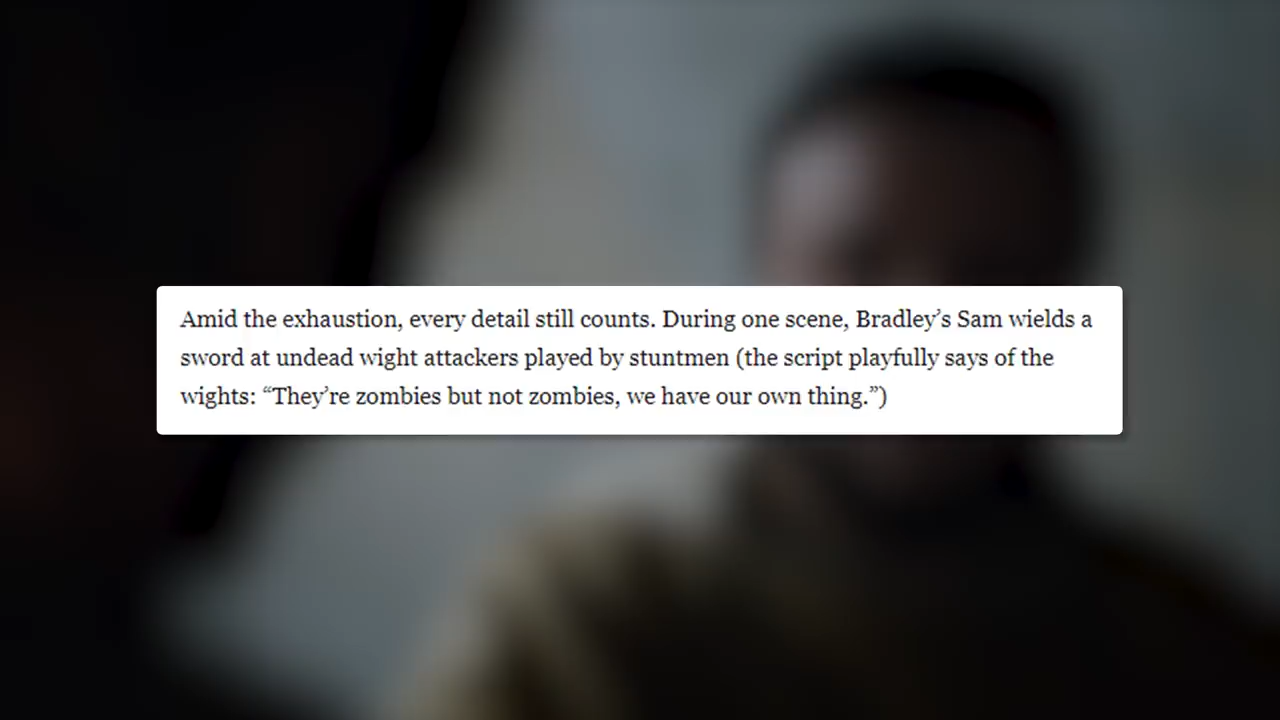 Amid the exhaustion, every detail still counts. During one scene, Bradley’s Sam wields a
sword at undead wight attackers played by stuntmen (the script playfully says of the
wights: “They’re zombies but not zombies, we have our own thing.”)